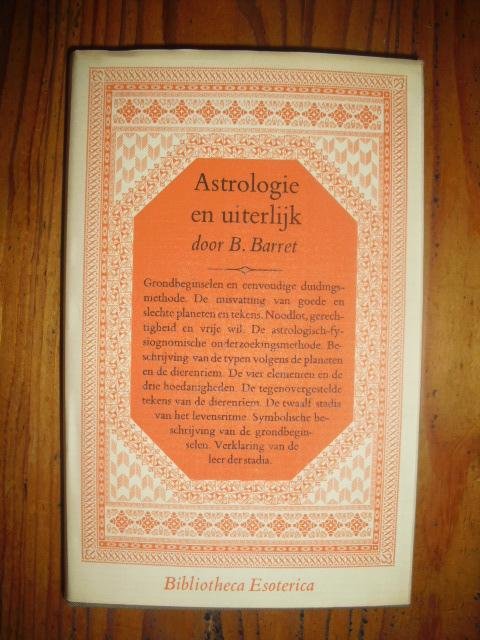 Astrologie
en uiterlijk
door B. Barret
Grondbeginselen en eenvoudige duidings-
methode. De misvatting van goede en
slechte planeten en tekens. Noodlot, gerech-
tigheid en vrije wil. De astrologisch-fy-
siognomische onderzoekingsmethode. Be-
schrijving van de typen volgens de planeten
en de dierenriem. De vier elementen en de
drie hoedanigheden. De tegenovergestelde
tekens van de dierenriem. De twaalf stadia
van het levensritme. Symbolische be-
schrijving van de grondbegin-
selen. Verklaring van de
leer der stadia.
Bibliotheca Esoterica